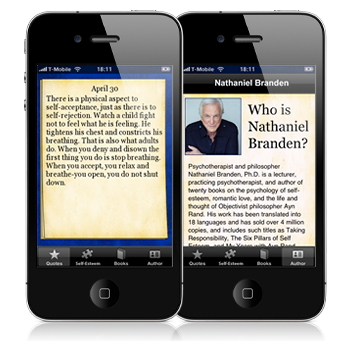 T-Mobile
April 30
There is a physical aspect to
self-acceptance, just as there is to
self-rejection. Watch a child fight
not to feel what he is feeling. He
tightens his chest and constricts his
breathing. That is also what adults
do. When you deny and disown the
first thing you do is stop breathing.
When you accept, you relax and
breathe-you open, you do not shut
down.
Quotes
Self-Esteem
Books
Author
T-Mobile
Nathaniel Branden
Who is
Nathaniel
Branden?
Psychotherapist and philosopher
Nathaniel Branden, Ph.D. is a lecturer,
practicing psychotherapist, and author of
twenty books on the psychology of self-
esteem, romantic love, and the life and
thought of Objectivist philosopher Ayn
Rand. His work has been translated into
18 languages and has sold over 4 million
copies, and includes such titles as Taking
Responsibility, The Six Pillars of Self
Quotes
Self-Esteem
Books
Author